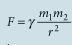 F = γ m₁m₂ / r²